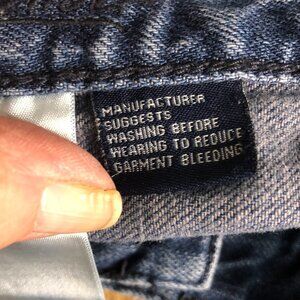 MANUFACTURER
SUGGESTS
WASHING BEFORE
WEARING TO REDUCE
GARMENT BLEEDING